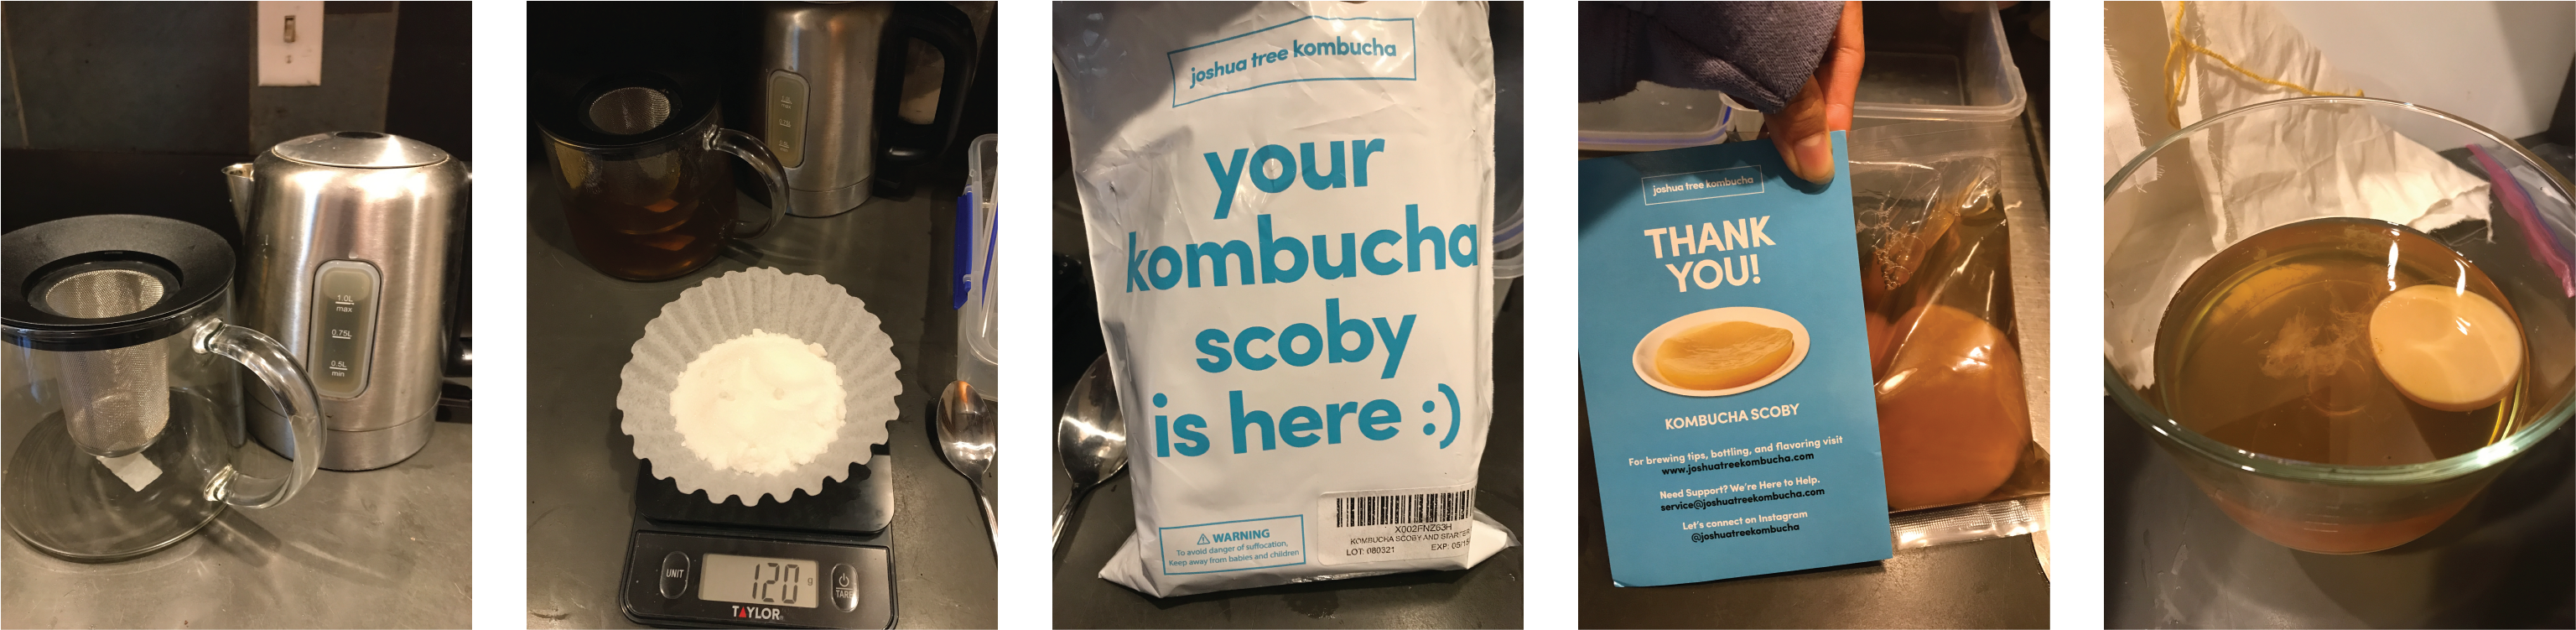 1.0L
max
0.75L
0.5L
min
UNIT
120 g
TARE
TAYLOR
joshua tree kombucha
your
kombucha
scoby
is here :)
WARNING
To avoid danger of suffocation,
Keep away from babies and children
X002FNZ63H
KOMBUCHA SCOBY AND STARTER
LOT: 080321 EXP: 05/15
joshua tree kombucha
THANK
YOU!
KOMBUCHA SCOBY
For brewing tips, bottling, and flavoring visit
www.joshuatreekombucha.com
Need Support? We're Here to Help.
service@joshuatreekombucha.com
Let's connect on Instagram
@joshuatreekombucha